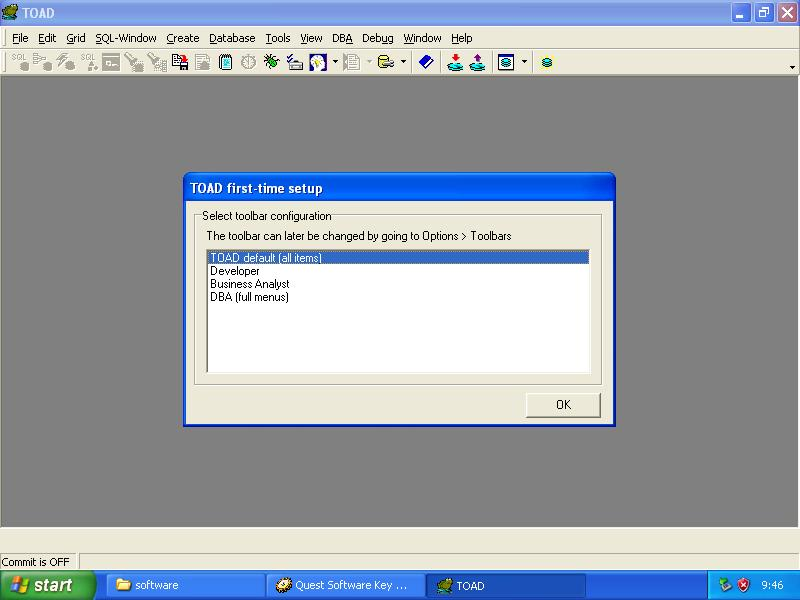 TOAD
File Edit Grid SQL-Window Create Database Tools View DBA Debug Window Help
SQL SQL
TOAD first-time setup
Select toolbar configuration
The toolbar can later be changed by going to Options > Toolbars
TOAD default (all items)
Developer
Business Analyst
DBA (full menus)
OK
Commit is OFF
start software Quest Software Key ... TOAD 9:46